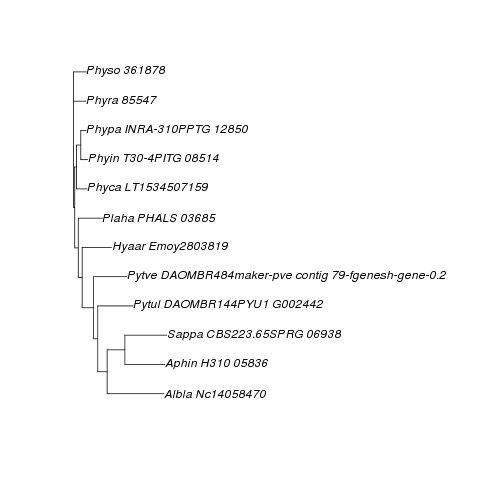 Physo 361878
Phyra 85547
Phypa INRA-310PPTG 12850
Phyin T30-4PITG 08514
Phyca LT1534507159
Plaha PHALS 03685
Hyaar Emoy2803819
Pytve DAOMBR484maker-pve contig 79-fgenesh-gene-0.2
Pytul DAOMBR144PYU1 G002442
Sappa CBS223.65SPRG 06938
Aphin H310 05836
Albla Nc14058470